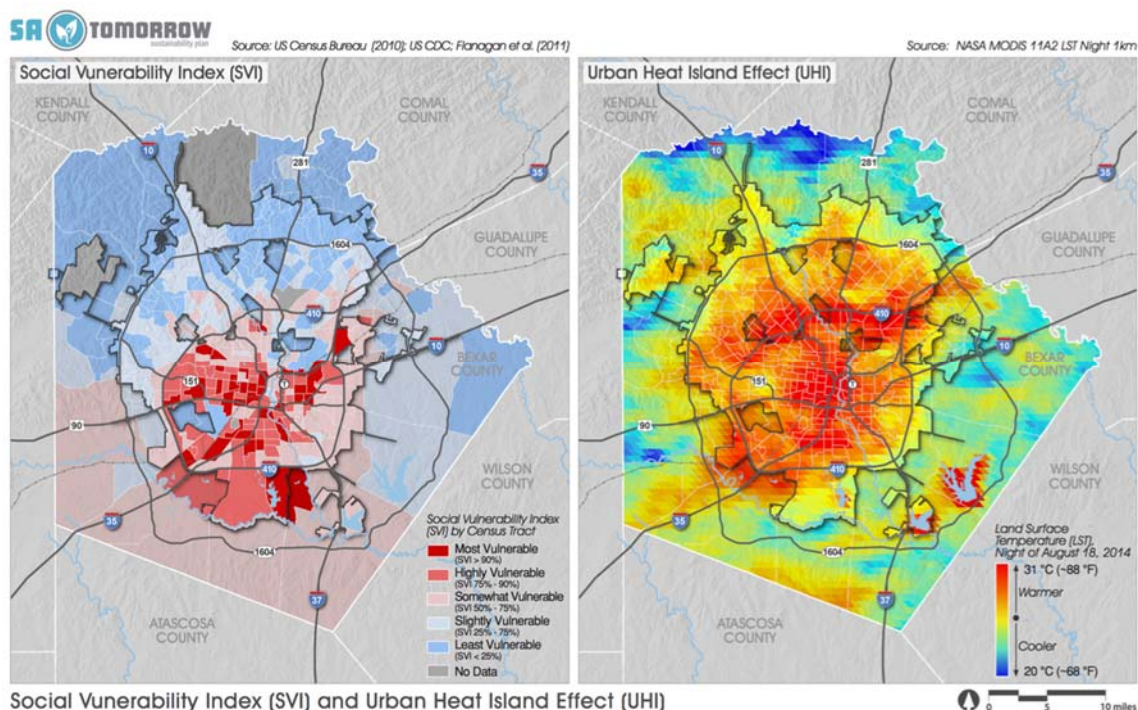 SA TOMORROW
sustainability plan
Source: US Census Bureau (2010); US CDC; Flanagan et al. (2011)
Source: NASA MODIS 11A2 LST Night 1km
Social Vunerability Index (SVI)
KENDALL
COUNTY
COMAL
COUNTY
10
281
35
GUADALUPE
COUNTY
1604
410
10
BEXAR
COUNTY
151
90
WILSON
COUNTY
410
35
1604
37
ATASCOSA
COUNTY
Social Vulnerability Index
(SVI) by Census Tract
Most Vulnerable
(SVI > 90%)
Highly Vulnerable
(SVI 75% - 90%)
Somewhat Vulnerable
(SVI 50% - 75%)
Slightly Vulnerable
(SVI 25% - 75%)
Least Vulnerable
(SVI < 25%)
No Data
Urban Heat Island Effect (UHI)
KENDALL
COUNTY
COMAL
COUNTY
10
281
35
GUADALUPE
COUNTY
1604
410
10
BEXAR
COUNTY
151
90
WILSON
COUNTY
410
35
1604
37
ATASCOSA
COUNTY
Land Surface
Temperature (LST),
Night of August 18, 2014
31 °C (~88 °F)
Warmer
Cooler
20 °C (~68 °F)
Social Vunerability Index (SVI) and Urban Heat Island Effect (UHI)
0 5 10 miles